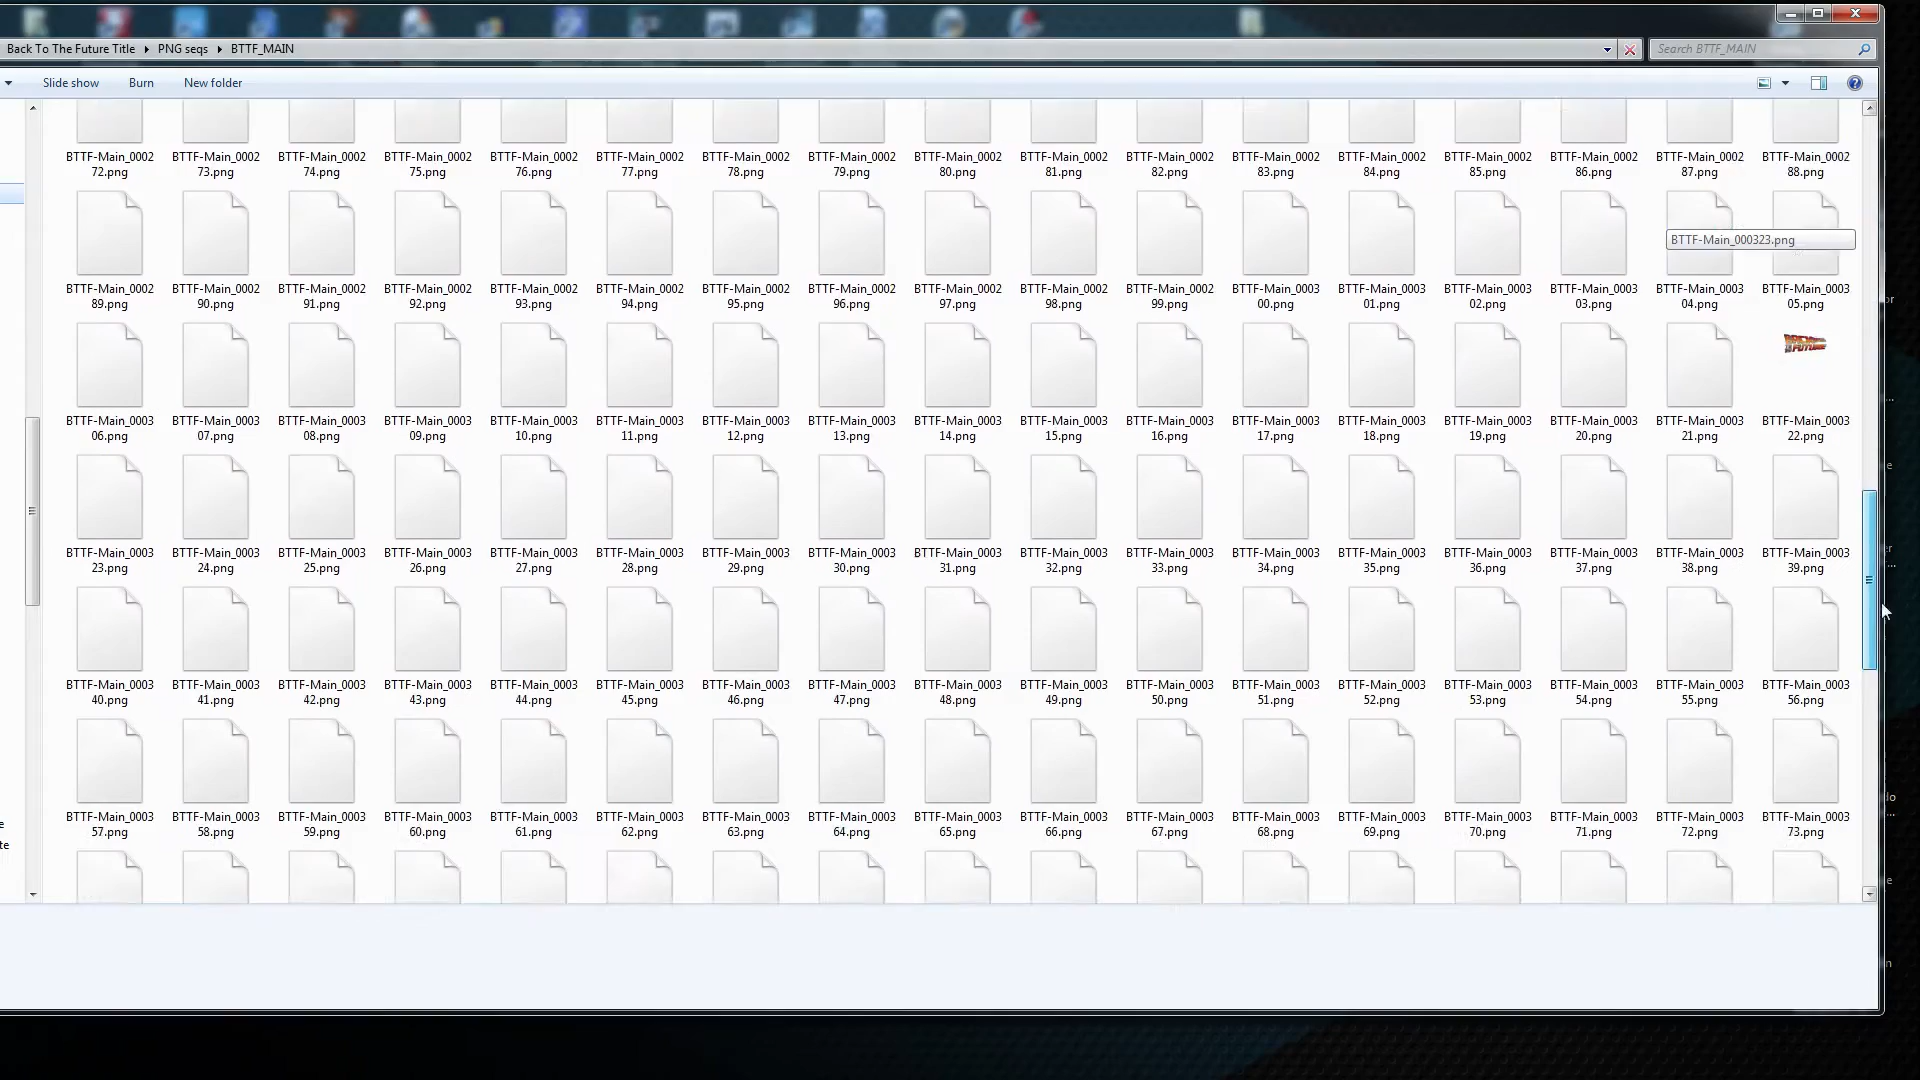 Back To The Future Title PNG seqs BTTF_MAIN
Search BTTF_MAIN
Slide show Burn New folder
BTTF-Main_0002 BTTF-Main_0002 BTTF-Main_0002 BTTF-Main_0002 BTTF-Main_0002 BTTF-Main_0002 BTTF-Main_0002 BTTF-Main_0002 BTTF-Main_0002 BTTF-Main_0002 BTTF-Main_0002 BTTF-Main_0002 BTTF-Main_0002 BTTF-Main_0002 BTTF-Main_0002 BTTF-Main_0002 BTTF-Main_0002
72.png 73.png 74.png 75.png 76.png 77.png 78.png 79.png 80.png 81.png 82.png 83.png 84.png 85.png 86.png 87.png 88.png
BTTF-Main_000323.png
BTTF-Main_0002 BTTF-Main_0002 BTTF-Main_0002 BTTF-Main_0002 BTTF-Main_0002 BTTF-Main_0002 BTTF-Main_0002 BTTF-Main_0002 BTTF-Main_0002 BTTF-Main_0002 BTTF-Main_0002 BTTF-Main_0003 BTTF-Main_0003 BTTF-Main_0003 BTTF-Main_0003 BTTF-Main_0003 BTTF-Main_0003
89.png 90.png 91.png 92.png 93.png 94.png 95.png 96.png 97.png 98.png 99.png 00.png 01.png 02.png 03.png 04.png 05.png
BTTF-Main_0003 BTTF-Main_0003 BTTF-Main_0003 BTTF-Main_0003 BTTF-Main_0003 BTTF-Main_0003 BTTF-Main_0003 BTTF-Main_0003 BTTF-Main_0003 BTTF-Main_0003 BTTF-Main_0003 BTTF-Main_0003 BTTF-Main_0003 BTTF-Main_0003 BTTF-Main_0003 BTTF-Main_0003 BTTF-Main_0003
06.png 07.png 08.png 09.png 10.png 11.png 12.png 13.png 14.png 15.png 16.png 17.png 18.png 19.png 20.png 21.png 22.png
BTTF-Main_0003 BTTF-Main_0003 BTTF-Main_0003 BTTF-Main_0003 BTTF-Main_0003 BTTF-Main_0003 BTTF-Main_0003 BTTF-Main_0003 BTTF-Main_0003 BTTF-Main_0003 BTTF-Main_0003 BTTF-Main_0003 BTTF-Main_0003 BTTF-Main_0003 BTTF-Main_0003 BTTF-Main_0003 BTTF-Main_0003
23.png 24.png 25.png 26.png 27.png 28.png 29.png 30.png 31.png 32.png 33.png 34.png 35.png 36.png 37.png 38.png 39.png
BTTF-Main_0003 BTTF-Main_0003 BTTF-Main_0003 BTTF-Main_0003 BTTF-Main_0003 BTTF-Main_0003 BTTF-Main_0003 BTTF-Main_0003 BTTF-Main_0003 BTTF-Main_0003 BTTF-Main_0003 BTTF-Main_0003 BTTF-Main_0003 BTTF-Main_0003 BTTF-Main_0003 BTTF-Main_0003 BTTF-Main_0003
40.png 41.png 42.png 43.png 44.png 45.png 46.png 47.png 48.png 49.png 50.png 51.png 52.png 53.png 54.png 55.png 56.png
BTTF-Main_0003 BTTF-Main_0003 BTTF-Main_0003 BTTF-Main_0003 BTTF-Main_0003 BTTF-Main_0003 BTTF-Main_0003 BTTF-Main_0003 BTTF-Main_0003 BTTF-Main_0003 BTTF-Main_0003 BTTF-Main_0003 BTTF-Main_0003 BTTF-Main_0003 BTTF-Main_0003 BTTF-Main_0003 BTTF-Main_0003
57.png 58.png 59.png 60.png 61.png 62.png 63.png 64.png 65.png 66.png 67.png 68.png 69.png 70.png 71.png 72.png 73.png